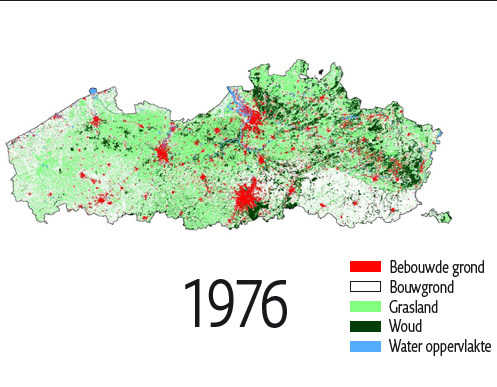 1976
Bebouwde grond
Bouwgrond
Grasland
Woud
Water oppervlakte